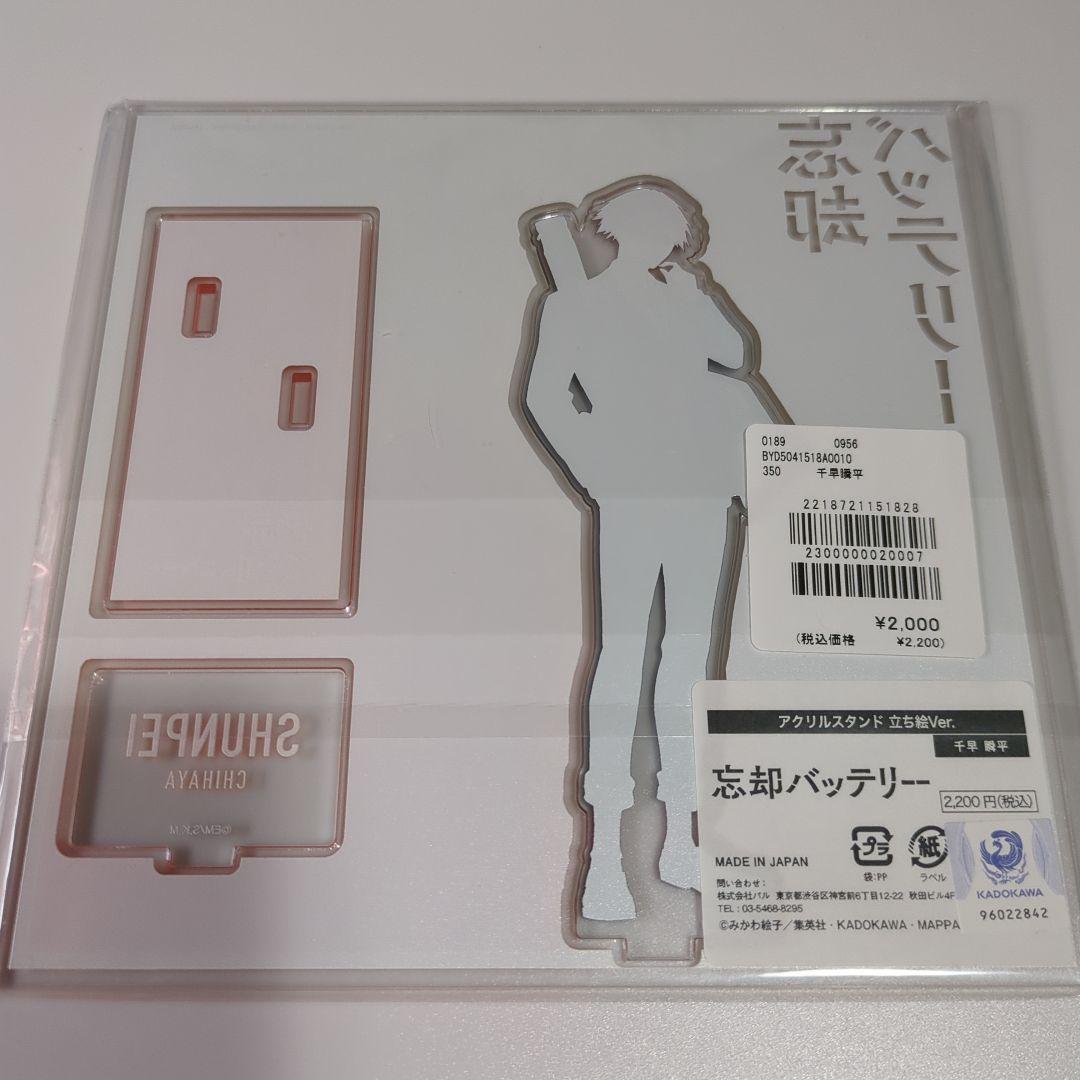 忘却
バッテリー
0189 0956
BYD5041518A0010
350 千早瞬平
2218721151828
2300000020007
¥2,000
(税込価格 ¥2,200)
SHUNPEI
CHIHAYA
©EM/S,K,M
アクリルスタンド 立ち絵Ver.
千早 瞬平
忘却バッテリー
2,200円(税込)
プラ
袋:PP
紙
ラベル
MADE IN JAPAN
問い合わせ:
株式会社パル 東京都渋谷区神宮前6丁目12-22 秋田ビル4F
TEL:03-5468-8295
©みかわ絵子/集英社・KADOKAWA・MAPPA
KADOKAWA
96022842